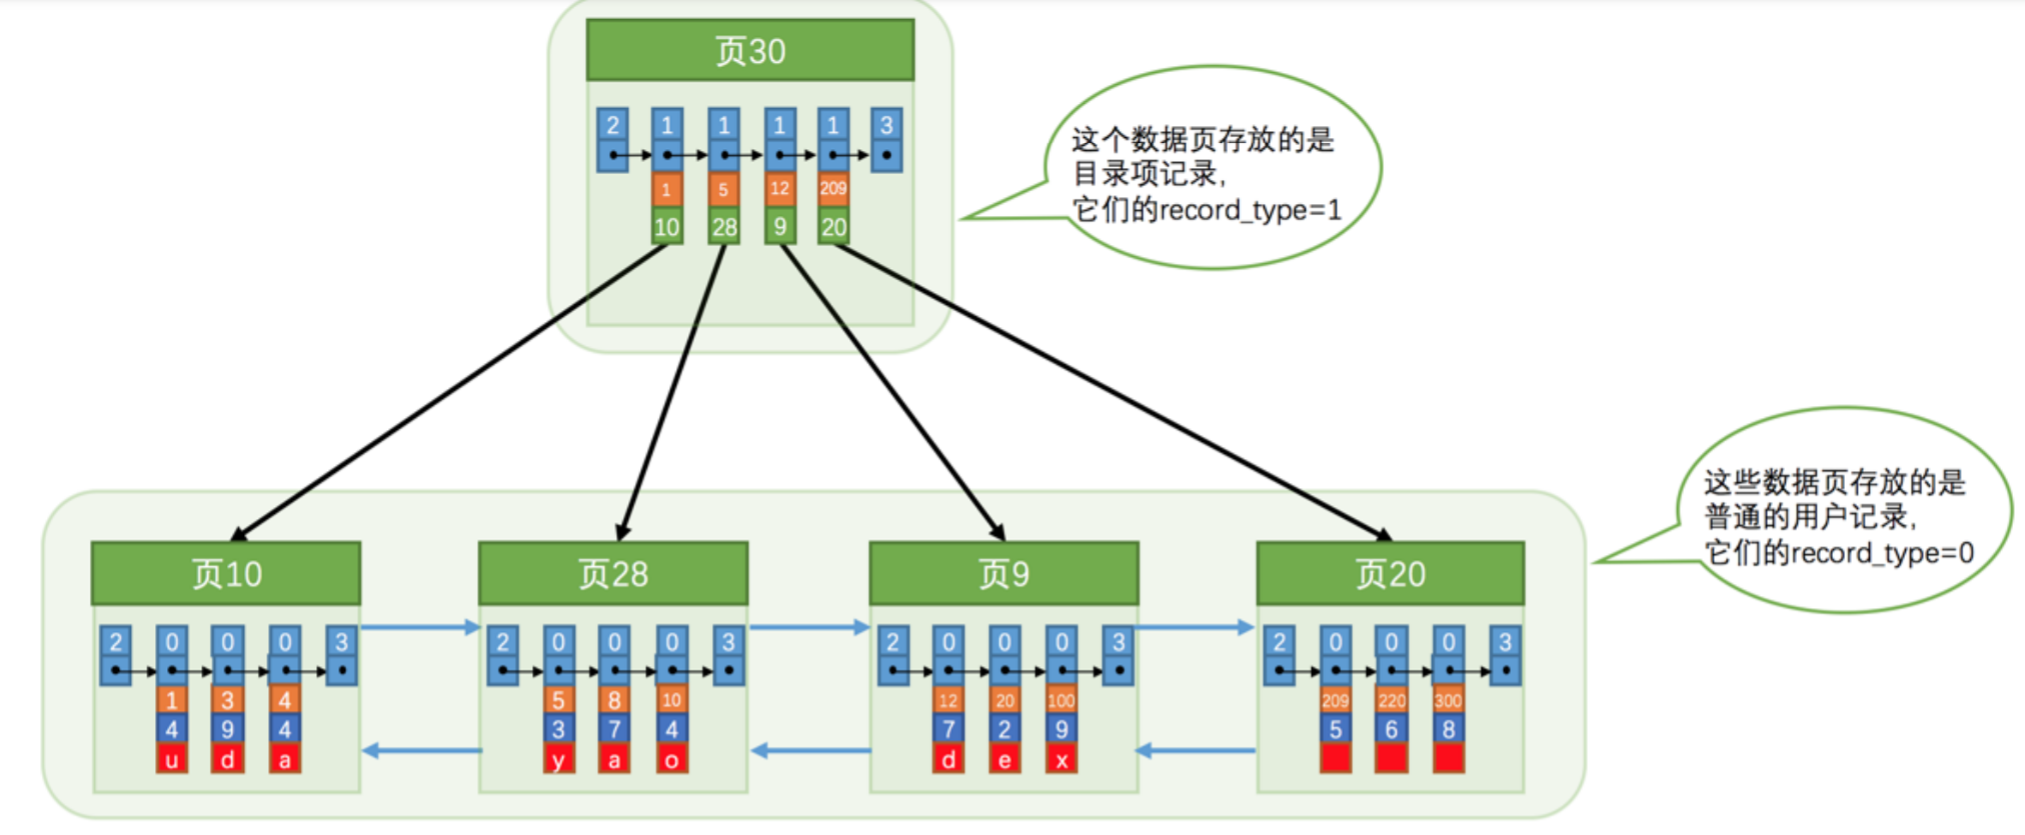 页30
2 1 1 1 1 3
1 5 12 209
10 28 9 20
这个数据页存放的是
目录项记录,
它们的record_type=1
这些数据页存放的是
普通的用户记录,
它们的record_type=0
页10
2 0 0 0 3
1 3 4
4 9 4
u d a
页28
2 0 0 0 3
5 8 10
3 7 4
y a o
页9
2 0 0 0 3
12 20 100
7 2 9
d e x
页20
2 0 0 0 3
209 220 300
5 6 8